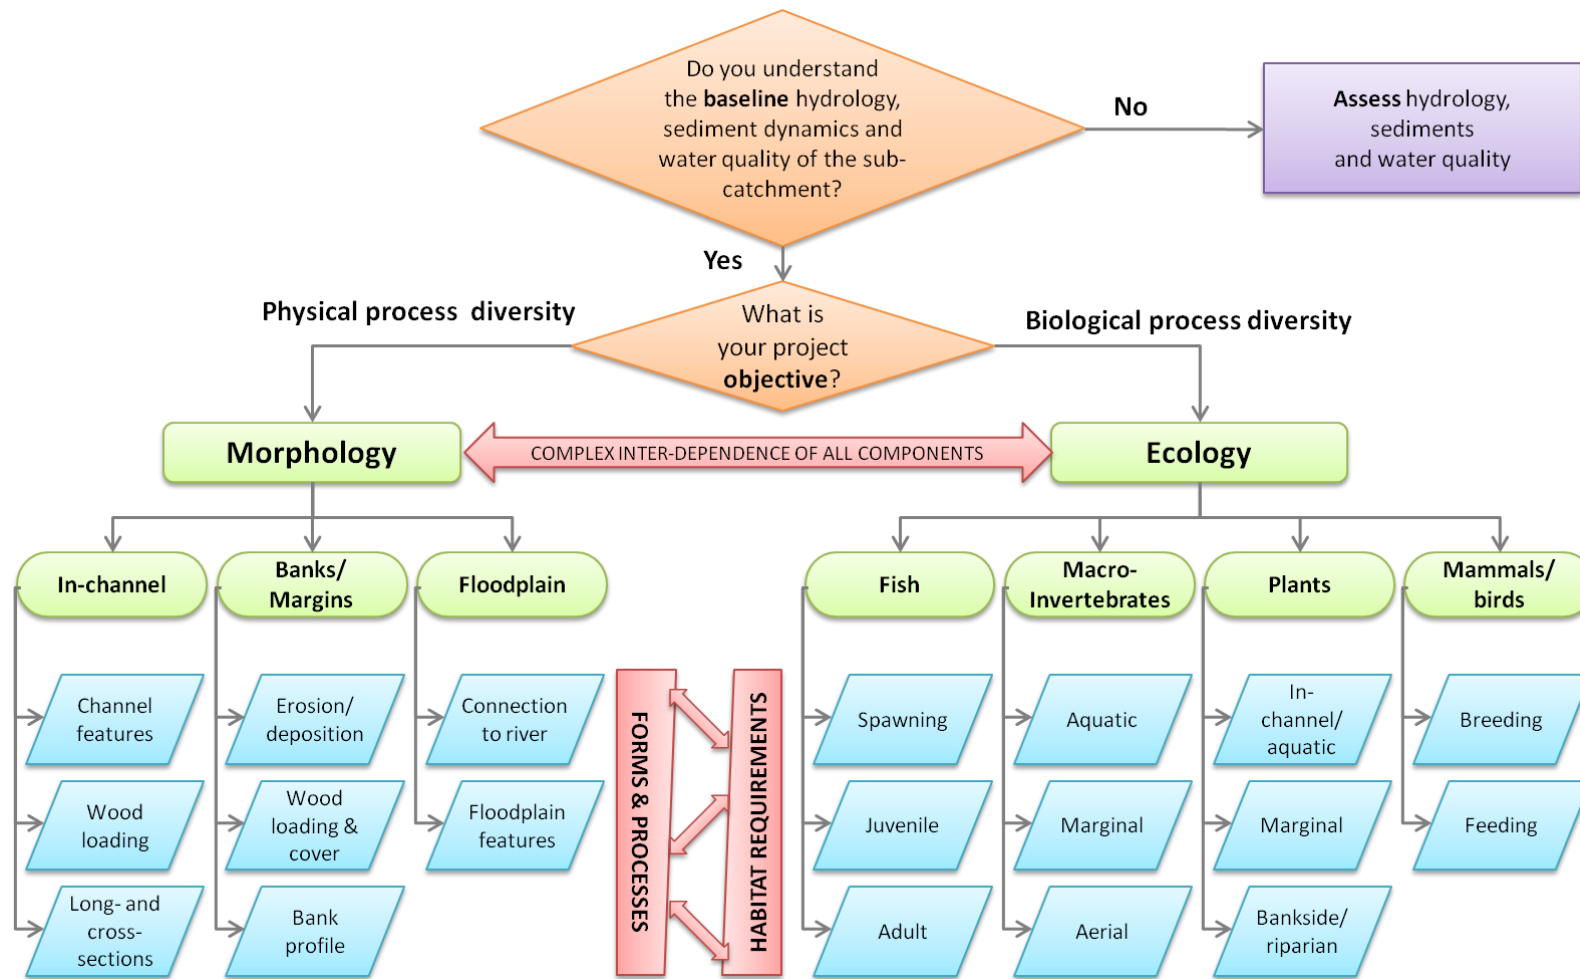 Do you understand
the baseline hydrology,
sediment dynamics and
water quality of the sub-
catchment?
No
Assess hydrology,
sediments
and water quality
Yes
Physical process diversity
What is
your project
objective?
Biological process diversity
Morphology
COMPLEX INTER-DEPENDENCE OF ALL COMPONENTS
Ecology
In-channel
Banks/
Margins
Floodplain
Fish
Macro-
Invertebrates
Plants
Mammals/
birds
Channel
features
Erosion/
deposition
Connection
to river
FORMS & PROCESSES
HABITAT REQUIREMENTS
Spawning
Aquatic
In-
channel/
aquatic
Breeding
Wood
loading
Wood
loading &
cover
Floodplain
features
Juvenile
Marginal
Marginal
Feeding
Long- and
cross-
sections
Bank
profile
Adult
Aerial
Bankside/
riparian